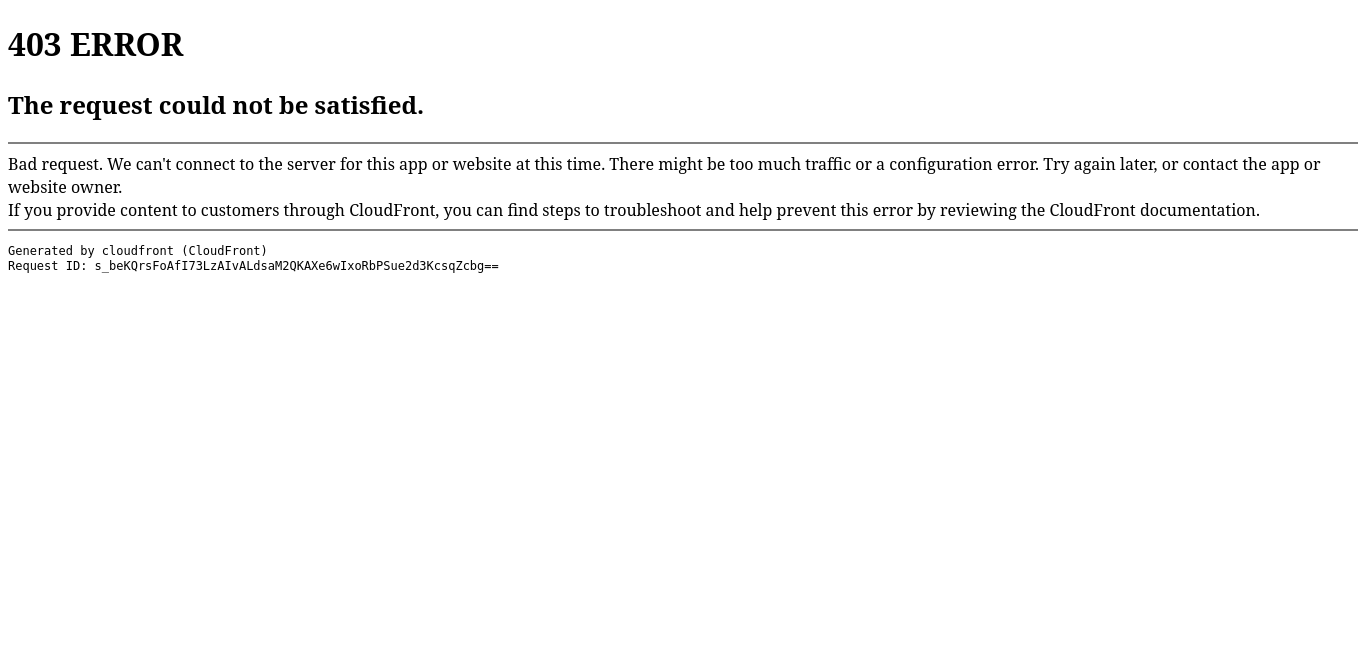 403 ERROR
The request could not be satisfied.
Bad request. We can't connect to the server for this app or website at this time. There might be too much traffic or a configuration error. Try again later, or contact the app or
website owner.
If you provide content to customers through CloudFront, you can find steps to troubleshoot and help prevent this error by reviewing the CloudFront documentation.
Generated by cloudfront (CloudFront)
Request ID: s_beKQrsFoAfI73LzAIvALdsaM2QKAXe6wIxoRbPSue2d3KcsqZcbg==